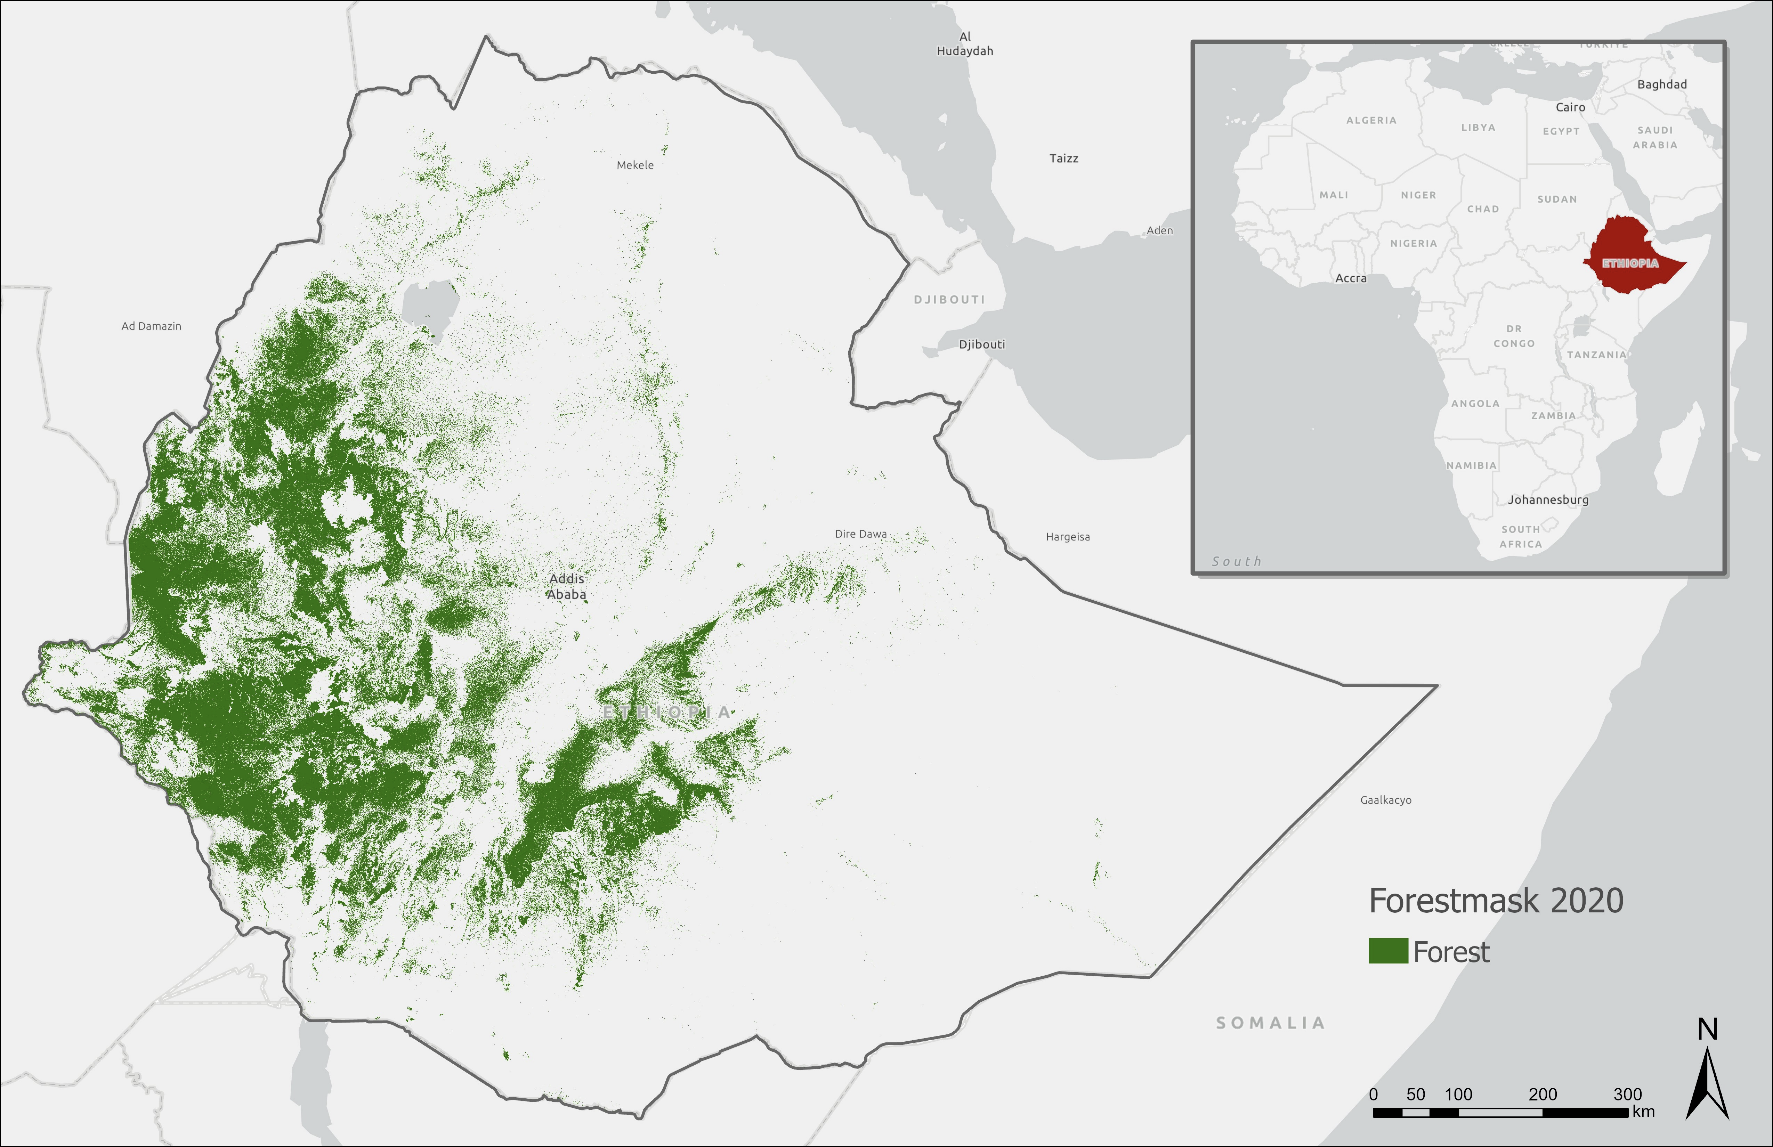 Al
Hudaydah
Mekele
Taizz
Aden
Ad Damazin
DJIBOUTI
Djibouti
Dire Dawa
Hargeisa
Addis
Ababa
ETHIOPIA
Gaalkacyo
SOMALIA
GREECE
TÜRKIYE
Baghdad
Cairo
ALGERIA
LIBYA
EGYPT
SAUDI
ARABIA
MALI
NIGER
CHAD
SUDAN
NIGERIA
ETHIOPIA
Accra
DR
CONGO
TANZANIA
ANGOLA
ZAMBIA
NAMIBIA
Johannesburg
SOUTH
AFRICA
South
Forestmask 2020
Forest
N
0 50 100 200 300
km